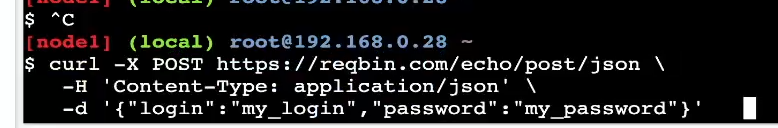 $ ^C
[node1] (local) root@192.168.0.28 ~
$ curl -X POST https://reqbin.com/echo/post/json \
-H 'Content-Type: application/json' \
-d '{"login":"my_login","password":"my_password"}'